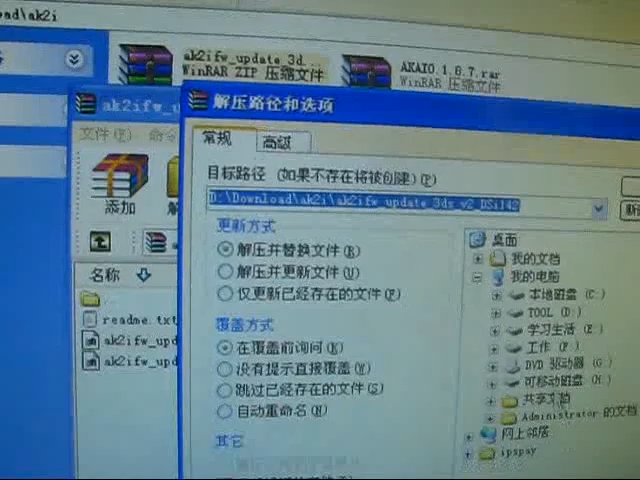 \ak2i
ak2ifw_update_3d...
WinRAR ZIP 压缩文件
AKAIO.1.8.7.rar
WinRAR 压缩文件
ak2ifw_u
解压路径和选项
文件(F) 命令
常规
高级
目标路径 (如果不存在将被创建)(P)
添加
D:\Download\ak2i\ak2ifw_update_3ds_v2_DSi142
更新方式
解压并替换文件(R)
解压并更新文件(U)
仅更新已经存在的文件(F)
覆盖方式
在覆盖前询问(K)
没有提示直接覆盖(W)
跳过已经存在的文件(S)
自动重命名(N)
其它
名称
..
readme.txt
ak2ifw_upd
ak2ifw_upd
桌面
我的文档
我的电脑
本地磁盘 (C:)
TOOL (D:)
学习生活 (E:)
工作 (F:)
DVD 驱动器 (G:)
可移动磁盘 (H:)
共享文档
Administrator 的文档
网上邻居
ipspay